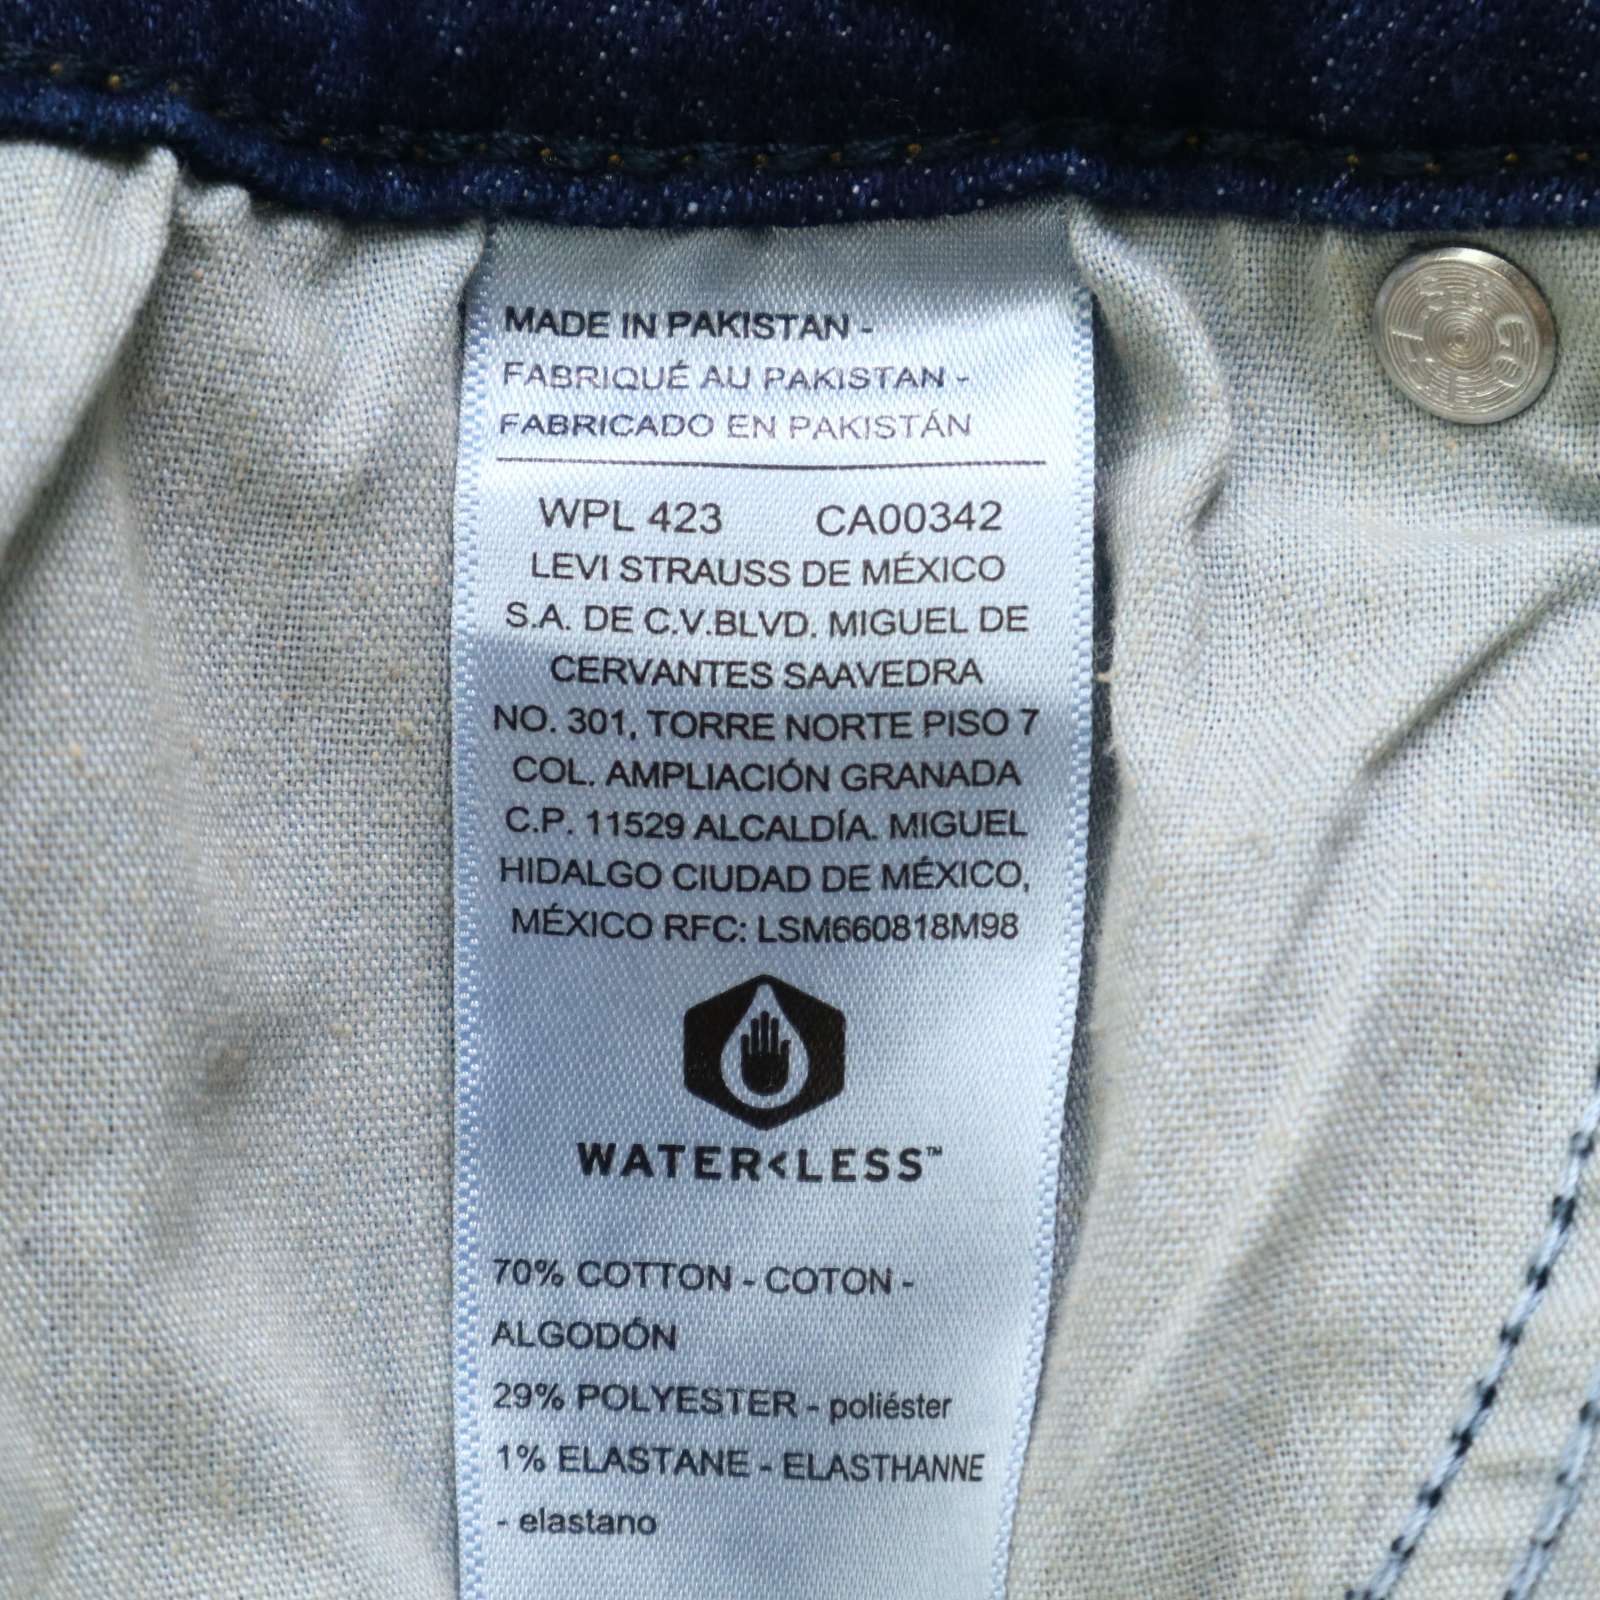 MADE IN PAKISTAN -
FABRIQUÉ AU PAKISTAN -
FABRICADO EN PAKISTÁN
WPL 423 CA00342
LEVI STRAUSS DE MÉXICO
S.A. DE C.V.BLVD. MIGUEL DE
CERVANTES SAAVEDRA
NO. 301, TORRE NORTE PISO 7
COL. AMPLIACIÓN GRANADA
C.P. 11529 ALCALDÍA. MIGUEL
HIDALGO CIUDAD DE MÉXICO,
MÉXICO RFC: LSM660818M98
WATER<LESS™
70% COTTON - COTON -
ALGODÓN
29% POLYESTER - poliéster
1% ELASTANE - ELASTHANNE
- elastano